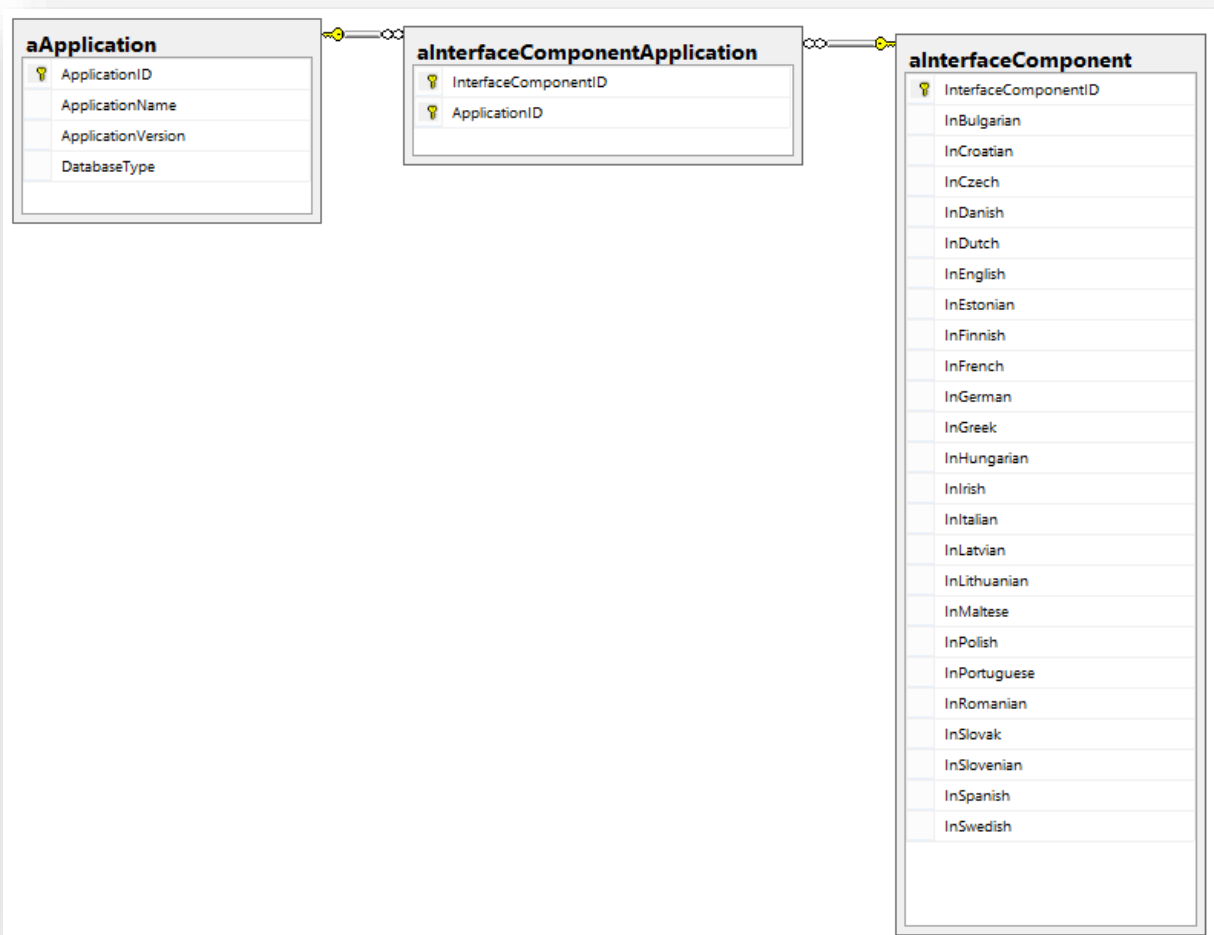 aApplication
ApplicationID
ApplicationName
ApplicationVersion
DatabaseType
aInterfaceComponentApplication
InterfaceComponentID
ApplicationID
aInterfaceComponent
InterfaceComponentID
InBulgarian
InCroatian
InCzech
InDanish
InDutch
InEnglish
InEstonian
InFinnish
InFrench
InGerman
InGreek
InHungarian
InIrish
InItalian
InLatvian
InLithuanian
InMaltese
InPolish
InPortuguese
InRomanian
InSlovak
InSlovenian
InSpanish
InSwedish